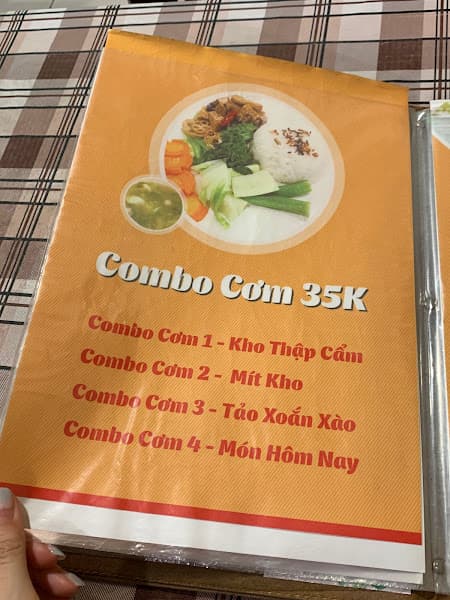 Combo Cơm 35K
Combo Cơm 1 - Kho Thập Cẩm
Combo Cơm 2 - Mít Kho
Combo Cơm 3 - Tảo Xoắn Xào
Combo Cơm 4 - Món Hôm Nay